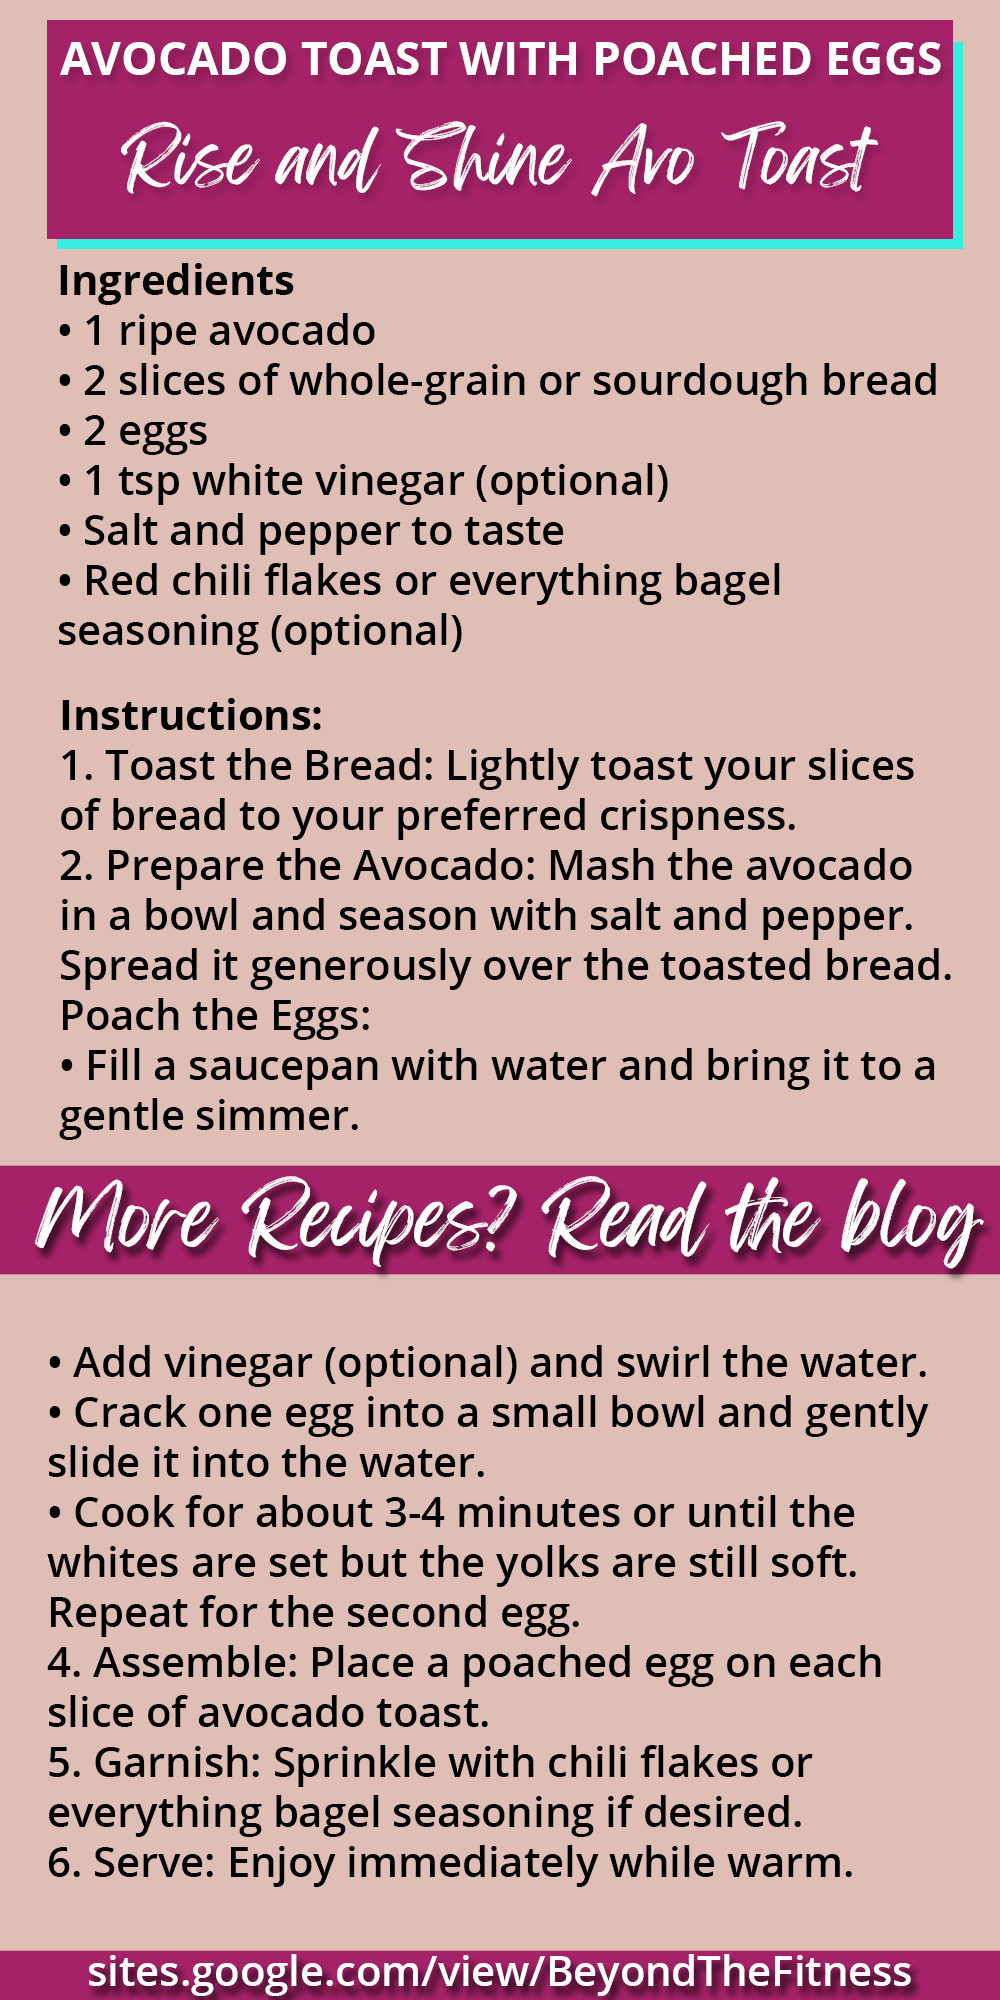 AVOCADO TOAST WITH POACHED EGGS
Rise and Shine Avo Toast
Ingredients
• 1 ripe avocado
• 2 slices of whole-grain or sourdough bread
• 2 eggs
• 1 tsp white vinegar (optional)
• Salt and pepper to taste
• Red chili flakes or everything bagel
seasoning (optional)
Instructions:
1. Toast the Bread: Lightly toast your slices
of bread to your preferred crispness.
2. Prepare the Avocado: Mash the avocado
in a bowl and season with salt and pepper.
Spread it generously over the toasted bread.
Poach the Eggs:
• Fill a saucepan with water and bring it to a
gentle simmer.
More Recipes? Read the blog
• Add vinegar (optional) and swirl the water.
• Crack one egg into a small bowl and gently
slide it into the water.
• Cook for about 3-4 minutes or until the
whites are set but the yolks are still soft.
Repeat for the second egg.
4. Assemble: Place a poached egg on each
slice of avocado toast.
5. Garnish: Sprinkle with chili flakes or
everything bagel seasoning if desired.
6. Serve: Enjoy immediately while warm.
sites.google.com/view/BeyondTheFitness